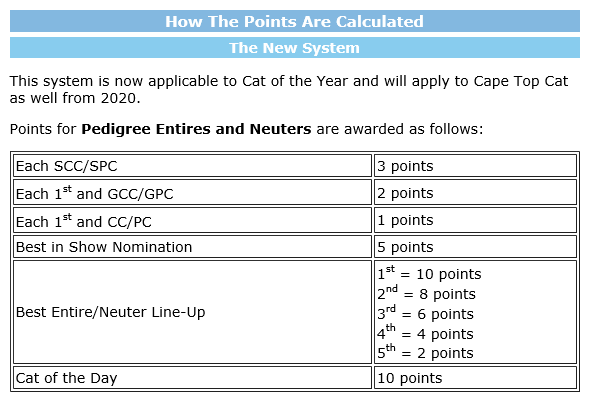 How The Points Are Calculated
The New System
This system is now applicable to Cat of the Year and will apply to Cape Top Cat
as well from 2020.
Points for Pedigree Entires and Neuters are awarded as follows:
Each SCC/SPC 3 points
Each 1st and GCC/GPC 2 points
Each 1st and CC/PC 1 points
Best in Show Nomination 5 points
Best Entire/Neuter Line-Up
1st = 10 points
2nd = 8 points
3rd = 6 points
4th = 4 points
5th = 2 points
Cat of the Day 10 points